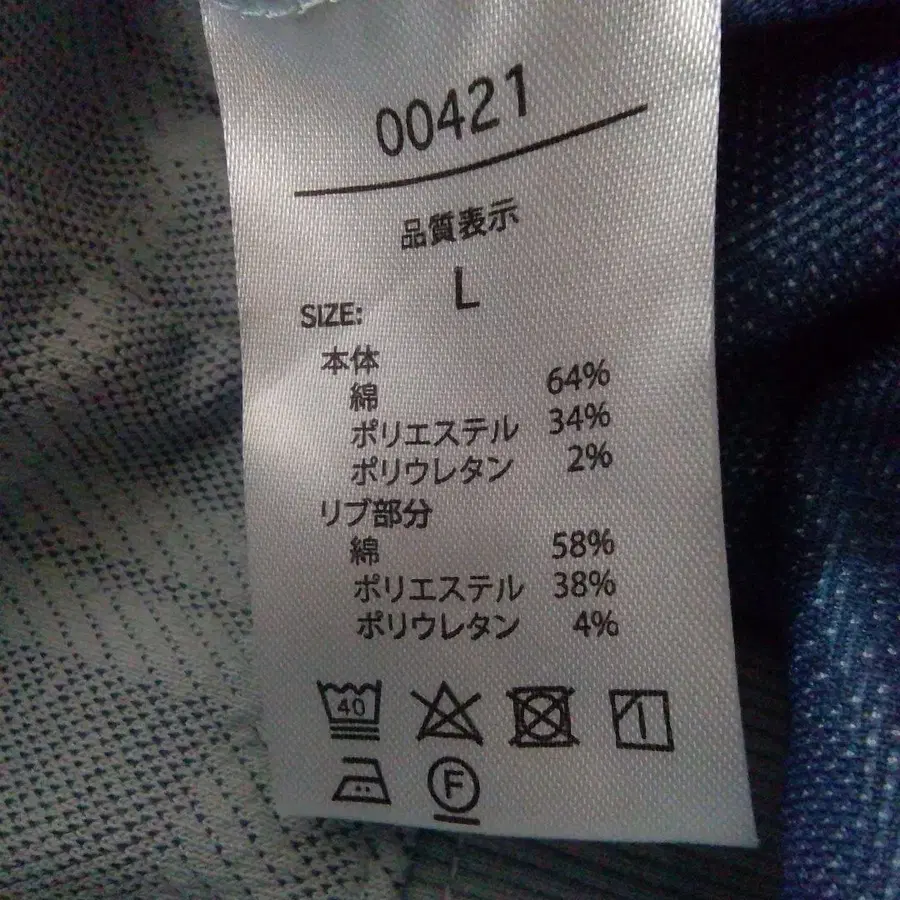 00421
品質表示
SIZE: L
本体
綿 64%
ポリエステル 34%
ポリウレタン 2%
リブ部分
綿 58%
ポリエステル 38%
ポリウレタン 4%
40
F